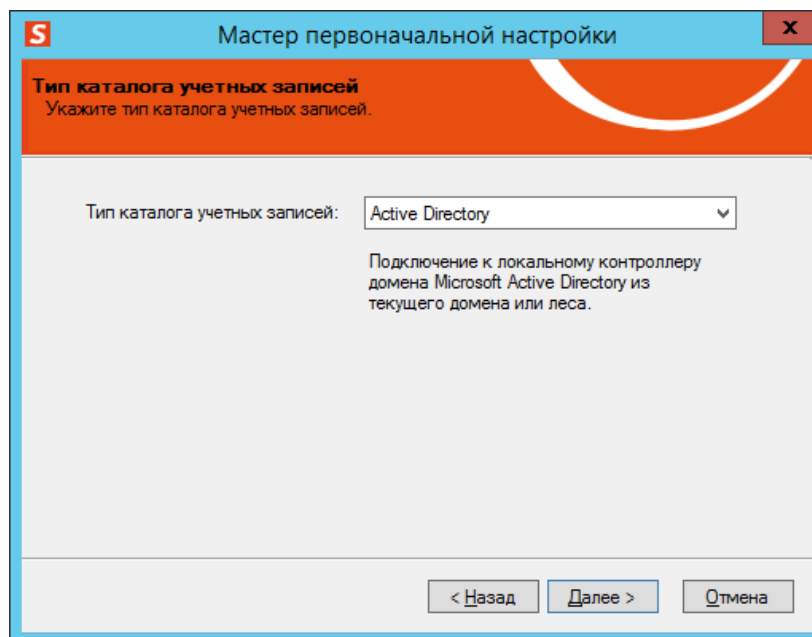 S
Мастер первоначальной настройки
x
Тип каталога учетных записей
Укажите тип каталога учетных записей.
Тип каталога учетных записей:
Active Directory
Подключение к локальному контроллеру
домена Microsoft Active Directory из
текущего домена или леса.
< Назад
Далее >
Отмена